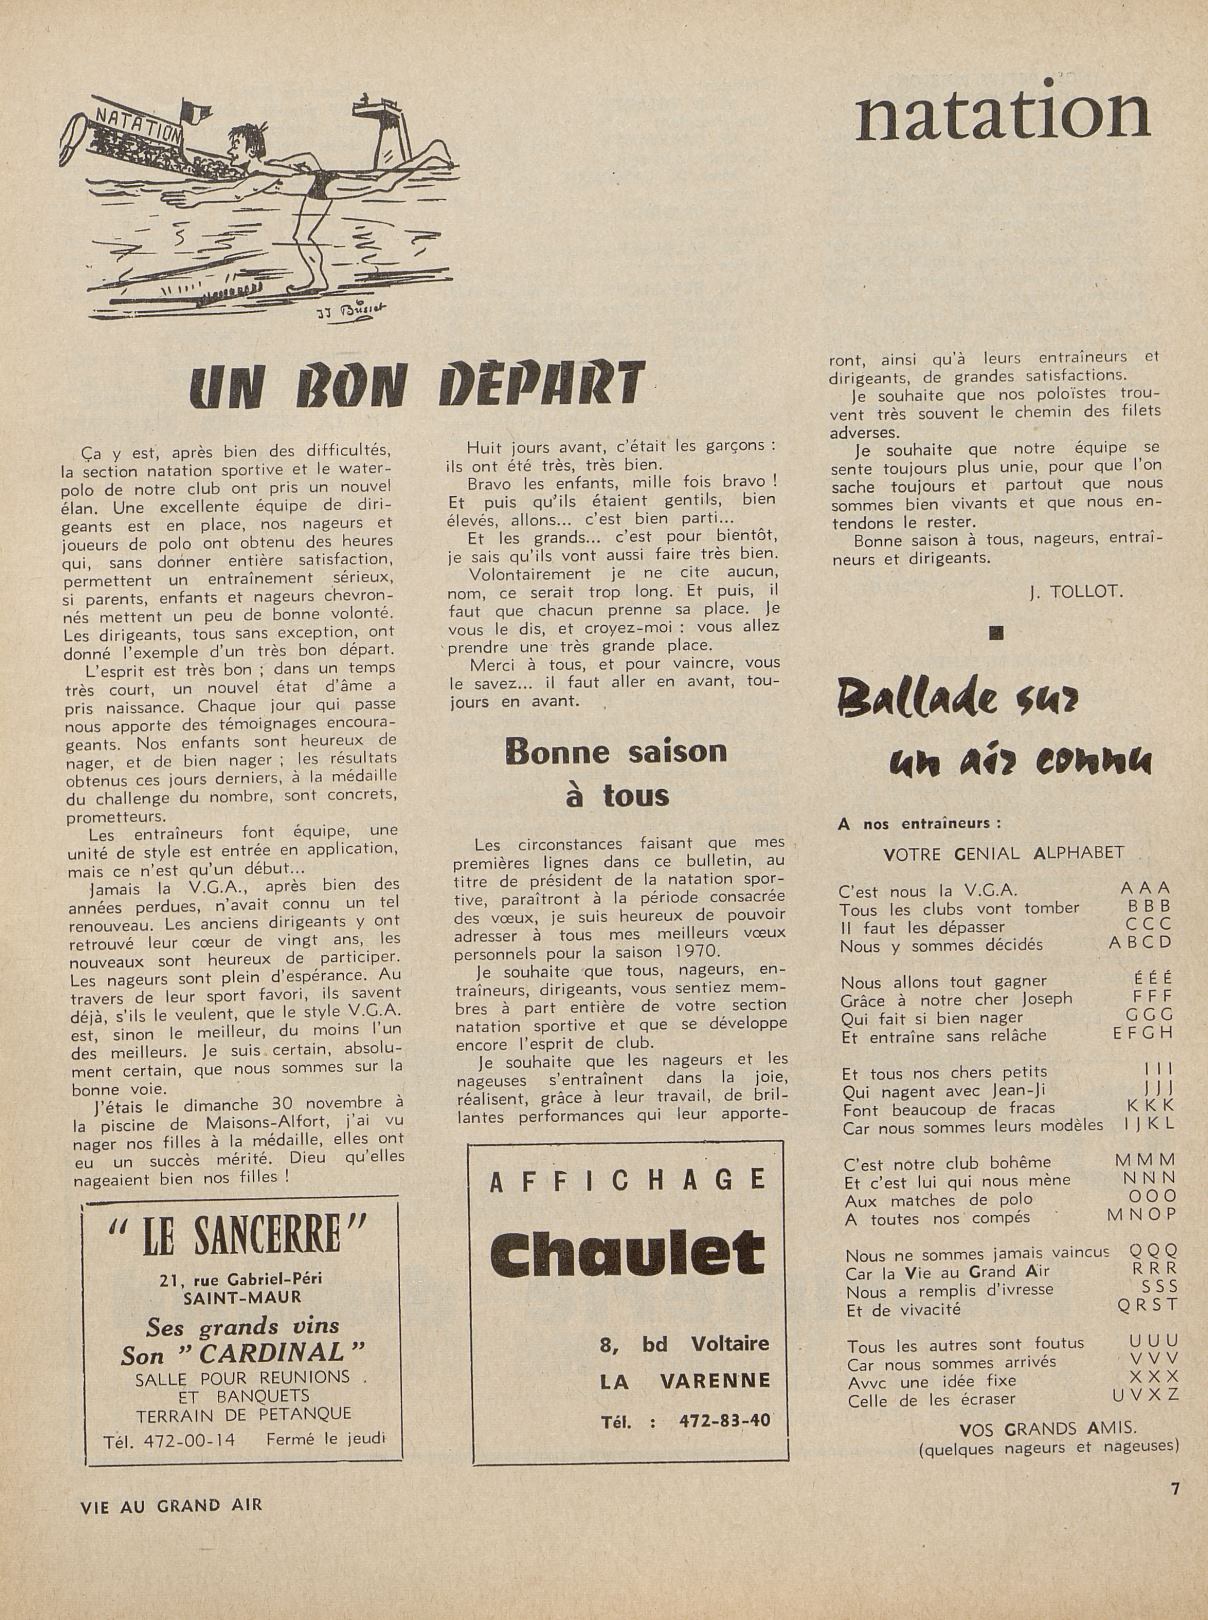 natation
NATATION
JJ Busset
UN BON DÉPART
Ça y est, après bien des difficultés,
la section natation sportive et le water-
polo de notre club ont pris un nouvel
élan. Une excellente équipe de diri-
geants est en place, nos nageurs et
joueurs de polo ont obtenu des heures
qui, sans donner entière satisfaction,
permettent un entraînement sérieux,
si parents, enfants et nageurs chevron-
nés mettent un peu de bonne volonté.
Les dirigeants, tous sans exception, ont
donné l'exemple d'un très bon départ.
L'esprit est très bon ; dans un temps
très court, un nouvel état d'âme a
pris naissance. Chaque jour qui passe
nous apporte des témoignages encoura-
geants. Nos enfants sont heureux de
nager, et de bien nager ; les résultats
obtenus ces jours derniers, à la médaille
du challenge du nombre, sont concrets,
prometteurs.
Les entraîneurs font équipe, une
unité de style est entrée en application,
mais ce n'est qu'un début...
Jamais la V.G.A., après bien des
années perdues, n'avait connu un tel
renouveau. Les anciens dirigeants y ont
retrouvé leur cœur de vingt ans, les
nouveaux sont heureux de participer.
Les nageurs sont plein d'espérance. Au
travers de leur sport favori, ils savent
déjà, s'ils le veulent, que le style V.G.A.
est, sinon le meilleur, du moins l'un
des meilleurs. Je suis certain, absolu-
ment certain, que nous sommes sur la
bonne voie.
J'étais le dimanche 30 novembre à
la piscine de Maisons-Alfort, j'ai vu
nager nos filles à la médaille, elles ont
eu un succès mérité. Dieu qu'elles
nageaient bien nos filles !
Huit jours avant, c'était les garçons :
ils ont été très, très bien.
Bravo les enfants, mille fois bravo !
Et puis qu'ils étaient gentils, bien
élevés, allons... c'est bien parti...
Et les grands... c'est pour bientôt,
je sais qu'ils vont aussi faire très bien.
Volontairement je ne cite aucun,
nom, ce serait trop long. Et puis, il
faut que chacun prenne sa place. Je
vous le dis, et croyez-moi : vous allez
prendre une très grande place.
Merci à tous, et pour vaincre, vous
le savez... il faut aller en avant, tou-
jours en avant.
Bonne saison
à tous
Les circonstances faisant que mes
premières lignes dans ce bulletin, au
titre de président de la natation spor-
tive, paraîtront à la période consacrée
des vœux, je suis heureux de pouvoir
adresser à tous mes meilleurs vœux
personnels pour la saison 1970.
Je souhaite que tous, nageurs, en-
traîneurs, dirigeants, vous sentiez mem-
bres à part entière de votre section
natation sportive et que se développe
encore l'esprit de club.
Je souhaite que les nageurs et les
nageuses s'entraînent dans la joie,
réalisent, grâce à leur travail, de bril-
lantes performances qui leur apporte-
ront, ainsi qu'à leurs entraîneurs et
dirigeants, de grandes satisfactions.
Je souhaite que nos poloïstes trou-
vent très souvent le chemin des filets
adverses.
Je souhaite que notre équipe se
sente toujours plus unie, pour que l'on
sache toujours et partout que nous
sommes bien vivants et que nous en-
tendons le rester.
Bonne saison à tous, nageurs, entraî-
neurs et dirigeants.
J. TOLLOT.
Ballade sur
un air connu
A nos entraîneurs :
VOTRE GENIAL ALPHABET
C'est nous la V.G.A. A A A
Tous les clubs vont tomber B B B
Il faut les dépasser C C C
Nous y sommes décidés A B C D
Nous allons tout gagner É É É
Grâce à notre cher Joseph F F F
Qui fait si bien nager G G G
Et entraîne sans relâche E F G H
Et tous nos chers petits I I I
Qui nagent avec Jean-Ji J J J
Font beaucoup de fracas K K K
Car nous sommes leurs modèles I J K L
C'est notre club bohême M M M
Et c'est lui qui nous mène N N N
Aux matches de polo O O O
A toutes nos compés M N O P
Nous ne sommes jamais vaincus Q Q Q
Car la Vie au Grand Air R R R
Nous a remplis d'ivresse S S S
Et de vivacité Q R S T
Tous les autres sont foutus U U U
Car nous sommes arrivés V V V
Avvc une idée fixe X X X
Celle de les écraser U V X Z
VOS GRANDS AMIS.
(quelques nageurs et nageuses)
" LE SANCERRE "
21, rue Gabriel-Péri
SAINT-MAUR
Ses grands vins
Son " CARDINAL "
SALLE POUR REUNIONS
ET BANQUETS
TERRAIN DE PETANQUE
Tél. 472-00-14 Fermé le jeudi
AFFICHAGE
Chaulet
8, bd Voltaire
LA VARENNE
Tél. : 472-83-40
VIE AU GRAND AIR
7